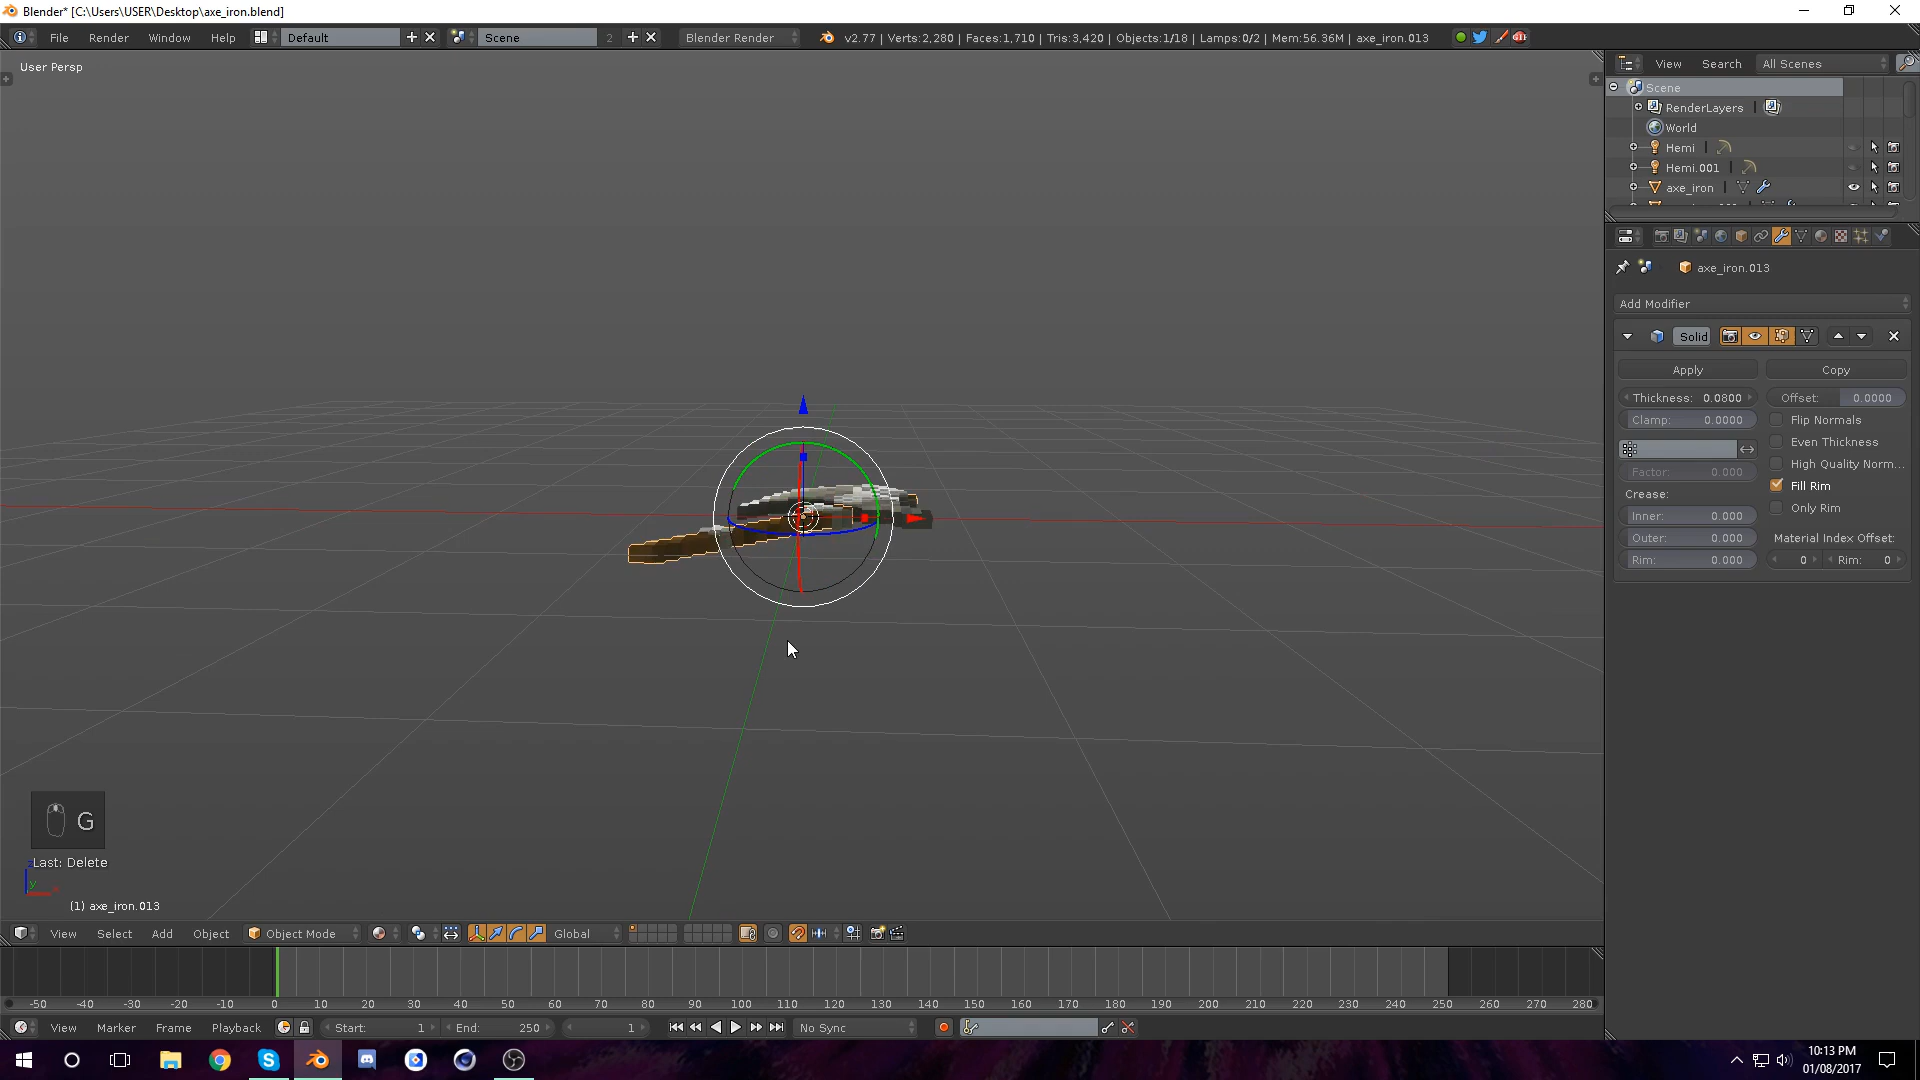 Blender* [C:\Users\USER\Desktop\axe_iron.blend]
File Render Window Help Default Scene 2 Blender Render v2.77 | Verts:2,280 | Faces:1,710 | Tris:3,420 | Objects:1/18 | Lamps:0/2 | Mem:56.36M | axe_iron.013
User Persp
View Search All Scenes
Scene
RenderLayers
World
Hemi
Hemi.001
axe_iron
axe_iron.013
Add Modifier
Solid
Apply Copy
Thickness: 0.0800 Offset: 0.0000
Clamp: 0.0000 Flip Normals
Even Thickness
High Quality Norm...
Factor: 0.000
Fill Rim
Crease:
Only Rim
Inner: 0.000
Outer: 0.000 Material Index Offset:
Rim: 0.000 0 Rim: 0
G
Last: Delete
z
y
(1) axe_iron.013
View Select Add Object Object Mode Global
-50 -40 -30 -20 -10 0 10 20 30 40 50 60 70 80 90 100 110 120 130 140 150 160 170 180 190 200 210 220 230 240 250 260 270 280
View Marker Frame Playback Start: 1 End: 250 1 No Sync
10:13 PM
01/08/2017